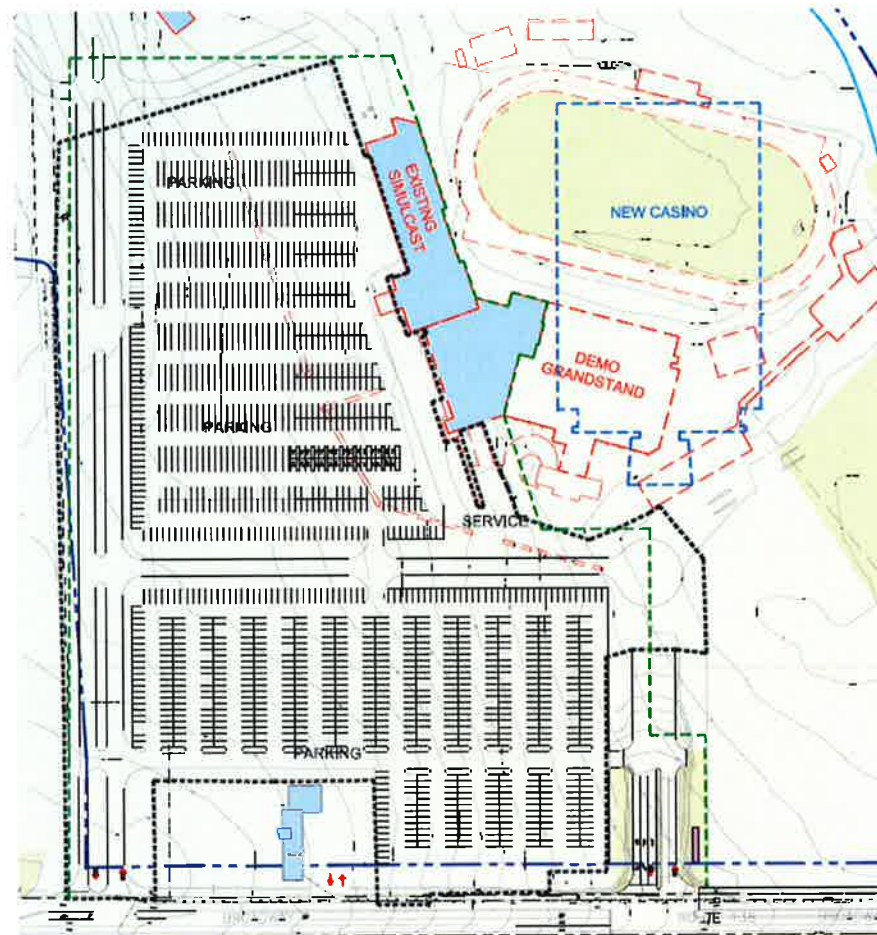 PARKING
EXISTING
SIMULCAST
NEW CASINO
DEMO
GRANDSTAND
PARKING
SERVICE
PARKING